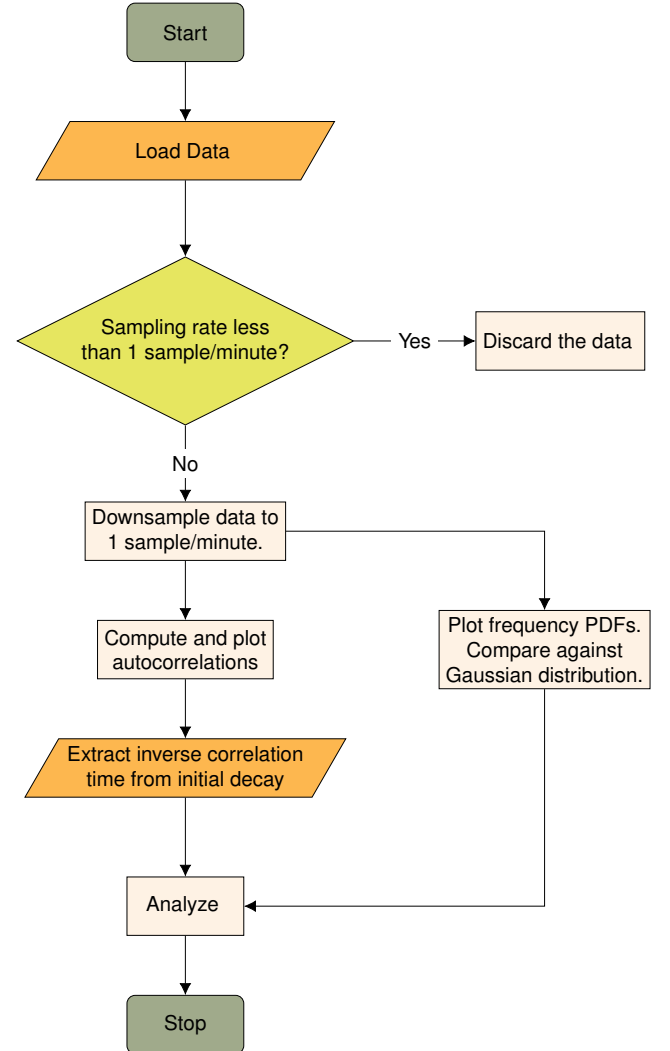 Start
Load Data
Sampling rate less
than 1 sample/minute?
Yes
Discard the data
No
Downsample data to
1 sample/minute.
Compute and plot
autocorrelations
Plot frequency PDFs.
Compare against
Gaussian distribution.
Extract inverse correlation
time from initial decay
Analyze
Stop